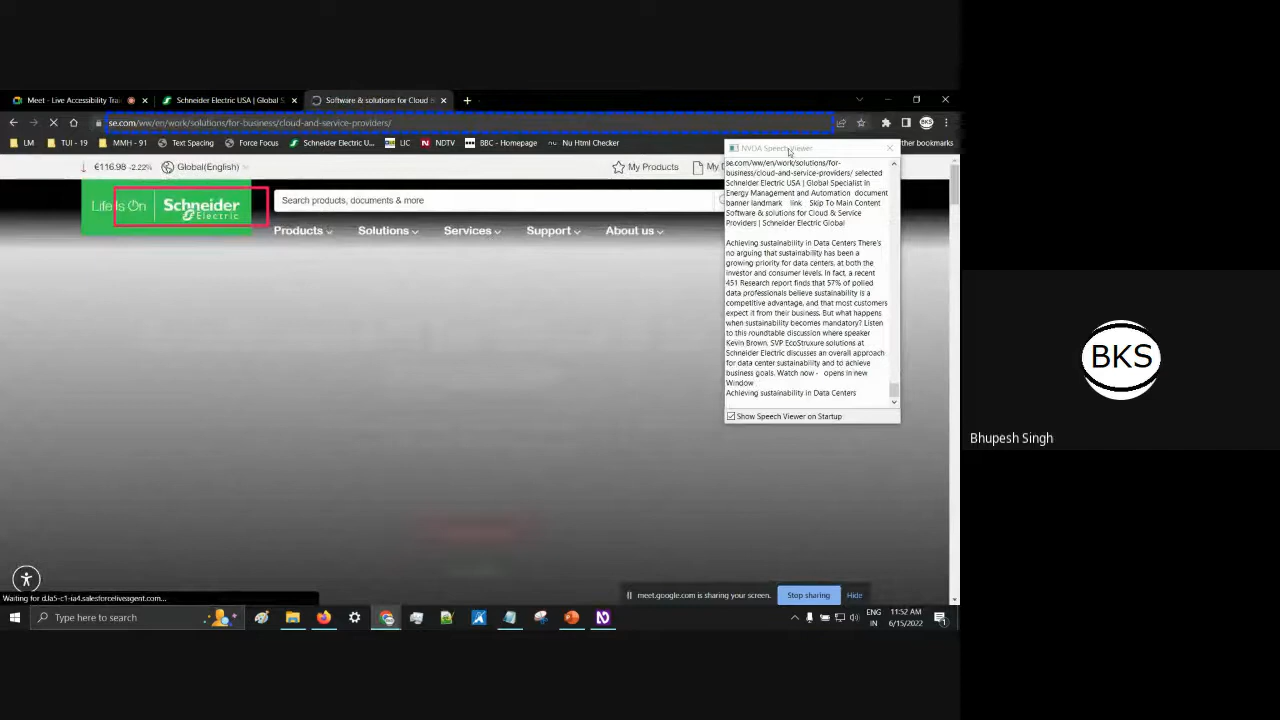 Meet - Live Accessibility Trai
Schneider Electric USA | Global S
Software & solutions for Cloud &
se.com/ww/en/work/solutions/for-business/cloud-and-service-providers/
BKS
LM
TUI - 19
MMH - 91
Text Spacing
Force Focus
Schneider Electric U...
LIC
NDTV
BBC - Homepage
Nu Html Checker
other bookmarks
€116.98 -2.22%
Global(English)
My Products
My D
Life Is On
Schneider
Electric
Search products, documents & more
Products
Solutions
Services
Support
About us
NVDA Speech Viewer
se.com/ww/en/work/solutions/for-
business/cloud-and-service-providers/ selected
Schneider Electric USA | Global Specialist in
Energy Management and Automation document
banner landmark link Skip To Main Content
Software & solutions for Cloud & Service
Providers | Schneider Electric Global
Achieving sustainability in Data Centers There's
no arguing that sustainability has been a
growing priority for data centers, at both the
investor and consumer levels. In fact, a recent
451 Research report finds that 57% of polled
data professionals believe sustainability is a
competitive advantage, and that most customers
expect it from their business. But what happens
when sustainability becomes mandatory? Listen
to this roundtable discussion where speaker
Kevin Brown, SVP EcoStruxure solutions at
Schneider Electric discusses an overall approach
for data center sustainability and to achieve
business goals. Watch now - opens in new
Window
Achieving sustainability in Data Centers
Show Speech Viewer on Startup
BKS
Bhupesh Singh
Waiting for d.la5-c1-ia4.salesforceliveagent.com...
meet.google.com is sharing your screen.
Stop sharing
Hide
Type here to search
ENG
IN
11:52 AM
6/15/2022
1